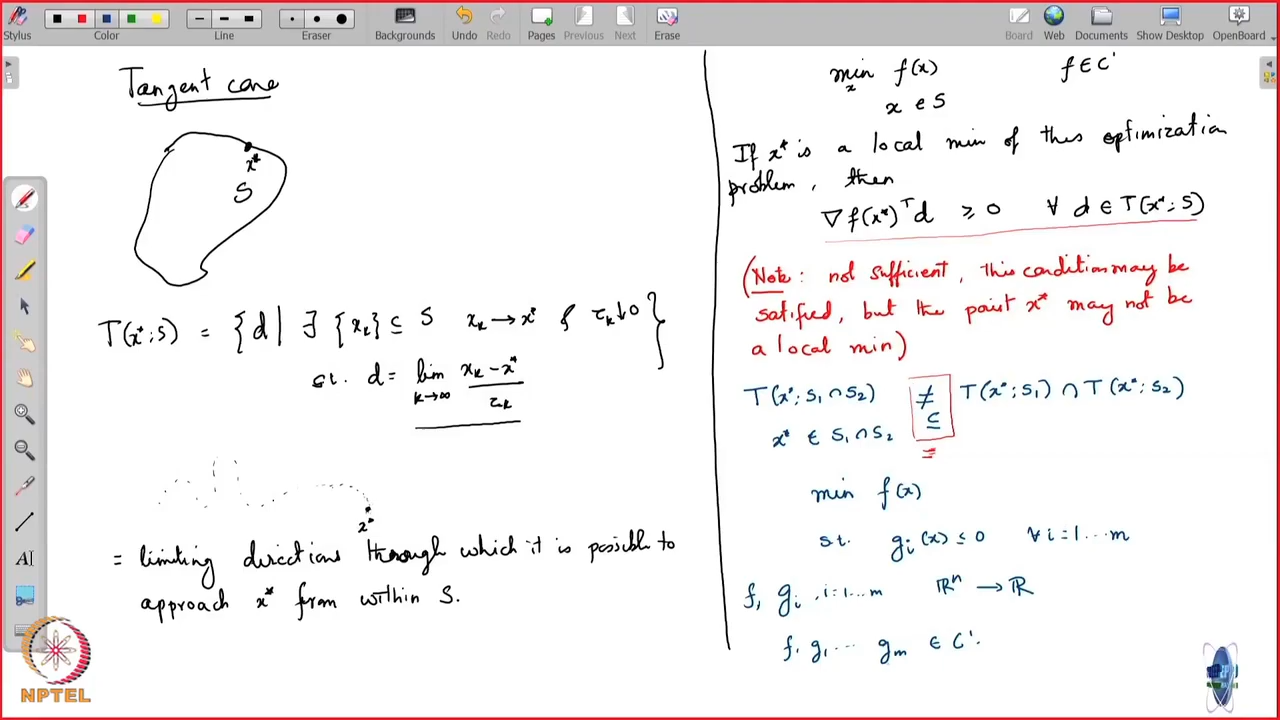 Stylus
Color
Line
Eraser
Backgrounds
Undo
Redo
Pages
Previous
Next
Erase
Board
Web
Documents
Show Desktop
OpenBoard
Tangent cone
x*
S
T(x*; S) = {d | ∃ {x_k} ⊆ S x_k → x* & τ_k ↓ 0
s.t. d = lim_{k→∞} (x_k - x*)/τ_k }
x*
= limiting directions through which it is possible to
approach x* from within S.
min_x f(x) f ∈ C¹
x ∈ S
If x* is a local min of this optimization
problem, then
∇f(x*)ᵀd ≥ 0 ∀ d ∈ T(x*; S)
(Note: not sufficient, this condition may be
satisfied, but the point x* may not be
a local min)
T(x*; S₁ ∩ S₂) ≠ ⊆ T(x*; S₁) ∩ T(x*; S₂)
x* ∈ S₁ ∩ S₂
min f(x)
s.t. g_i(x) ≤ 0 ∀ i = 1...m
f, g_i, i=1...m ℝⁿ → ℝ
f, g₁ ... g_m ∈ C¹.
NPTEL